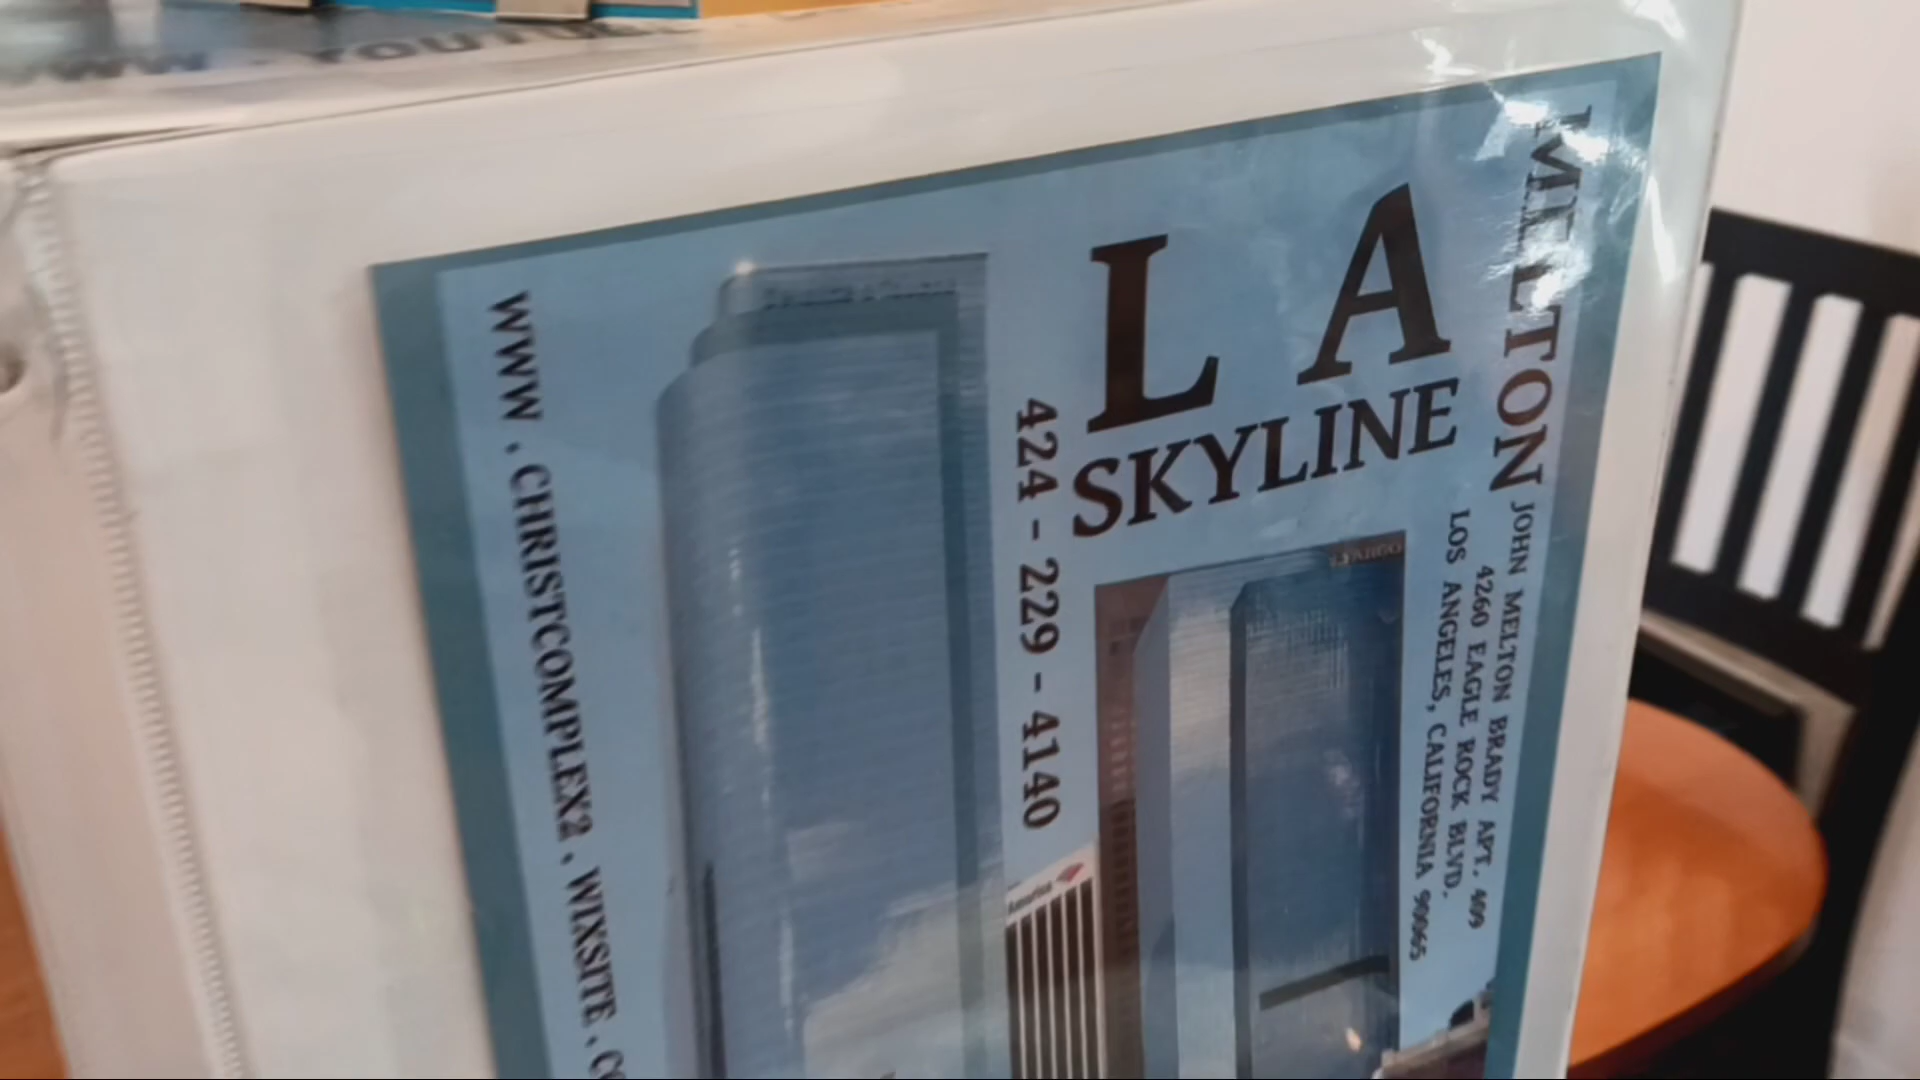 L A
SKYLINE
MELTON
JOHN MELTON BRADY APT. 409
4260 EAGLE ROCK BLVD.
LOS ANGELES, CALIFORNIA 90065
424 - 229 - 4140
WWW . CHRISTCOMPLEX2 . WIXSITE .